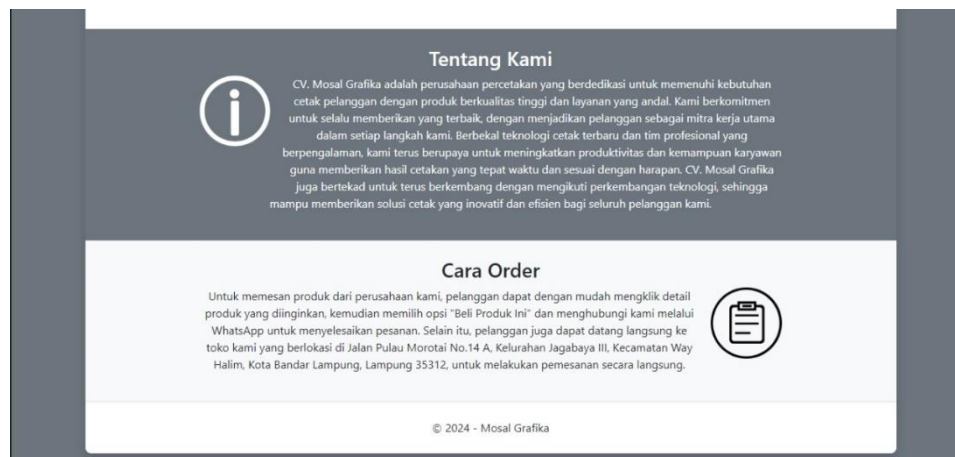 Tentang Kami
CV. Mosal Grafika adalah perusahaan percetakan yang berdedikasi untuk memenuhi kebutuhan
cetak pelanggan dengan produk berkualitas tinggi dan layanan yang andal. Kami berkomitmen
untuk selalu memberikan yang terbaik, dengan menjadikan pelanggan sebagai mitra kerja utama
dalam setiap langkah kami. Berbekal teknologi cetak terbaru dan tim profesional yang
berpengalaman, kami terus berupaya untuk meningkatkan produktivitas dan kemampuan karyawan
guna memberikan hasil cetakan yang tepat waktu dan sesuai dengan harapan. CV. Mosal Grafika
juga bertekad untuk terus berkembang dengan mengikuti perkembangan teknologi, sehingga
mampu memberikan solusi cetak yang inovatif dan efisien bagi seluruh pelanggan kami.
Cara Order
Untuk memesan produk dari perusahaan kami, pelanggan dapat dengan mudah mengklik detail
produk yang diinginkan, kemudian memilih opsi "Beli Produk Ini" dan menghubungi kami melalui
WhatsApp untuk menyelesaikan pesanan. Selain itu, pelanggan juga dapat datang langsung ke
toko kami yang berlokasi di Jalan Pulau Morotai No.14 A, Kelurahan Jagabaya III, Kecamatan Way
Halim, Kota Bandar Lampung, Lampung 35312, untuk melakukan pemesanan secara langsung.
© 2024 - Mosal Grafika